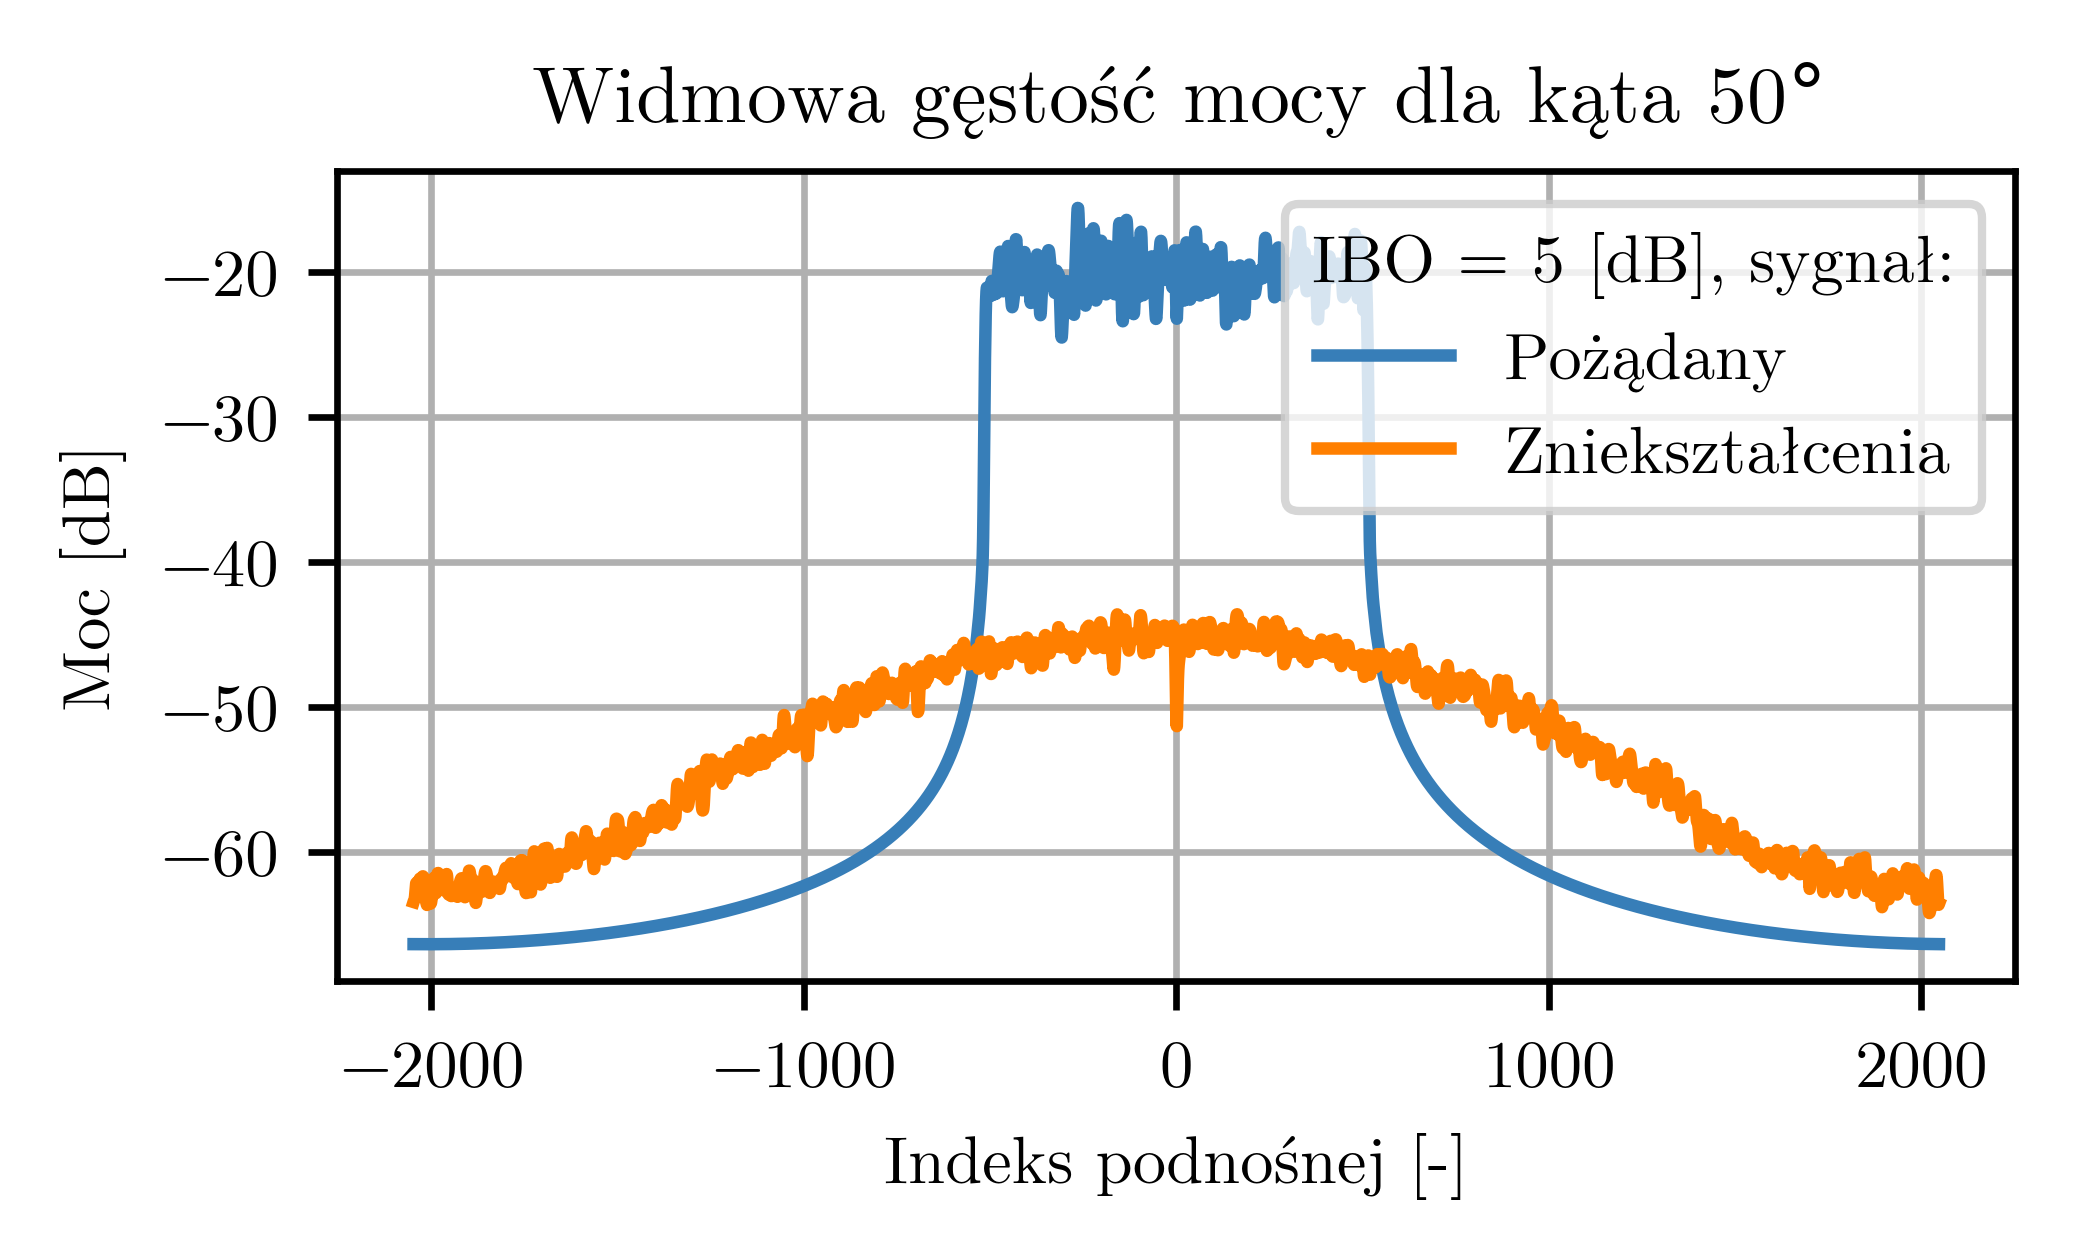 Widmowa gęstość mocy dla kąta 50°
IBO = 5 [dB], sygnał:
Pożądany
Zniekształcenia
Moc [dB]
−20
−30
−40
−50
−60
−2000 −1000 0 1000 2000
Indeks podnośnej [-]